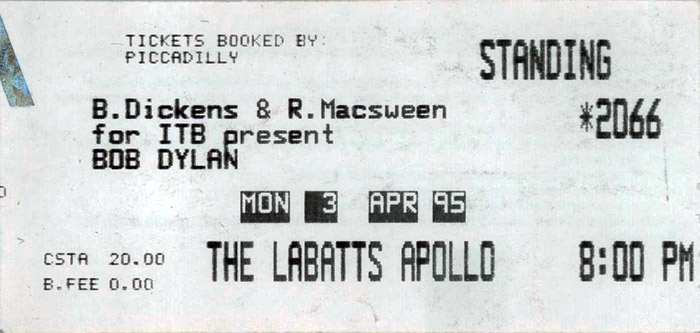 TICKETS BOOKED BY:
PICCADILLY
STANDING
B.Dickens & R.Macsween
for ITB present
BOB DYLAN
*2066
MON 3 APR 95
CSTA 20.00
B.FEE 0.00
THE LABATTS APOLLO
8:00 PM